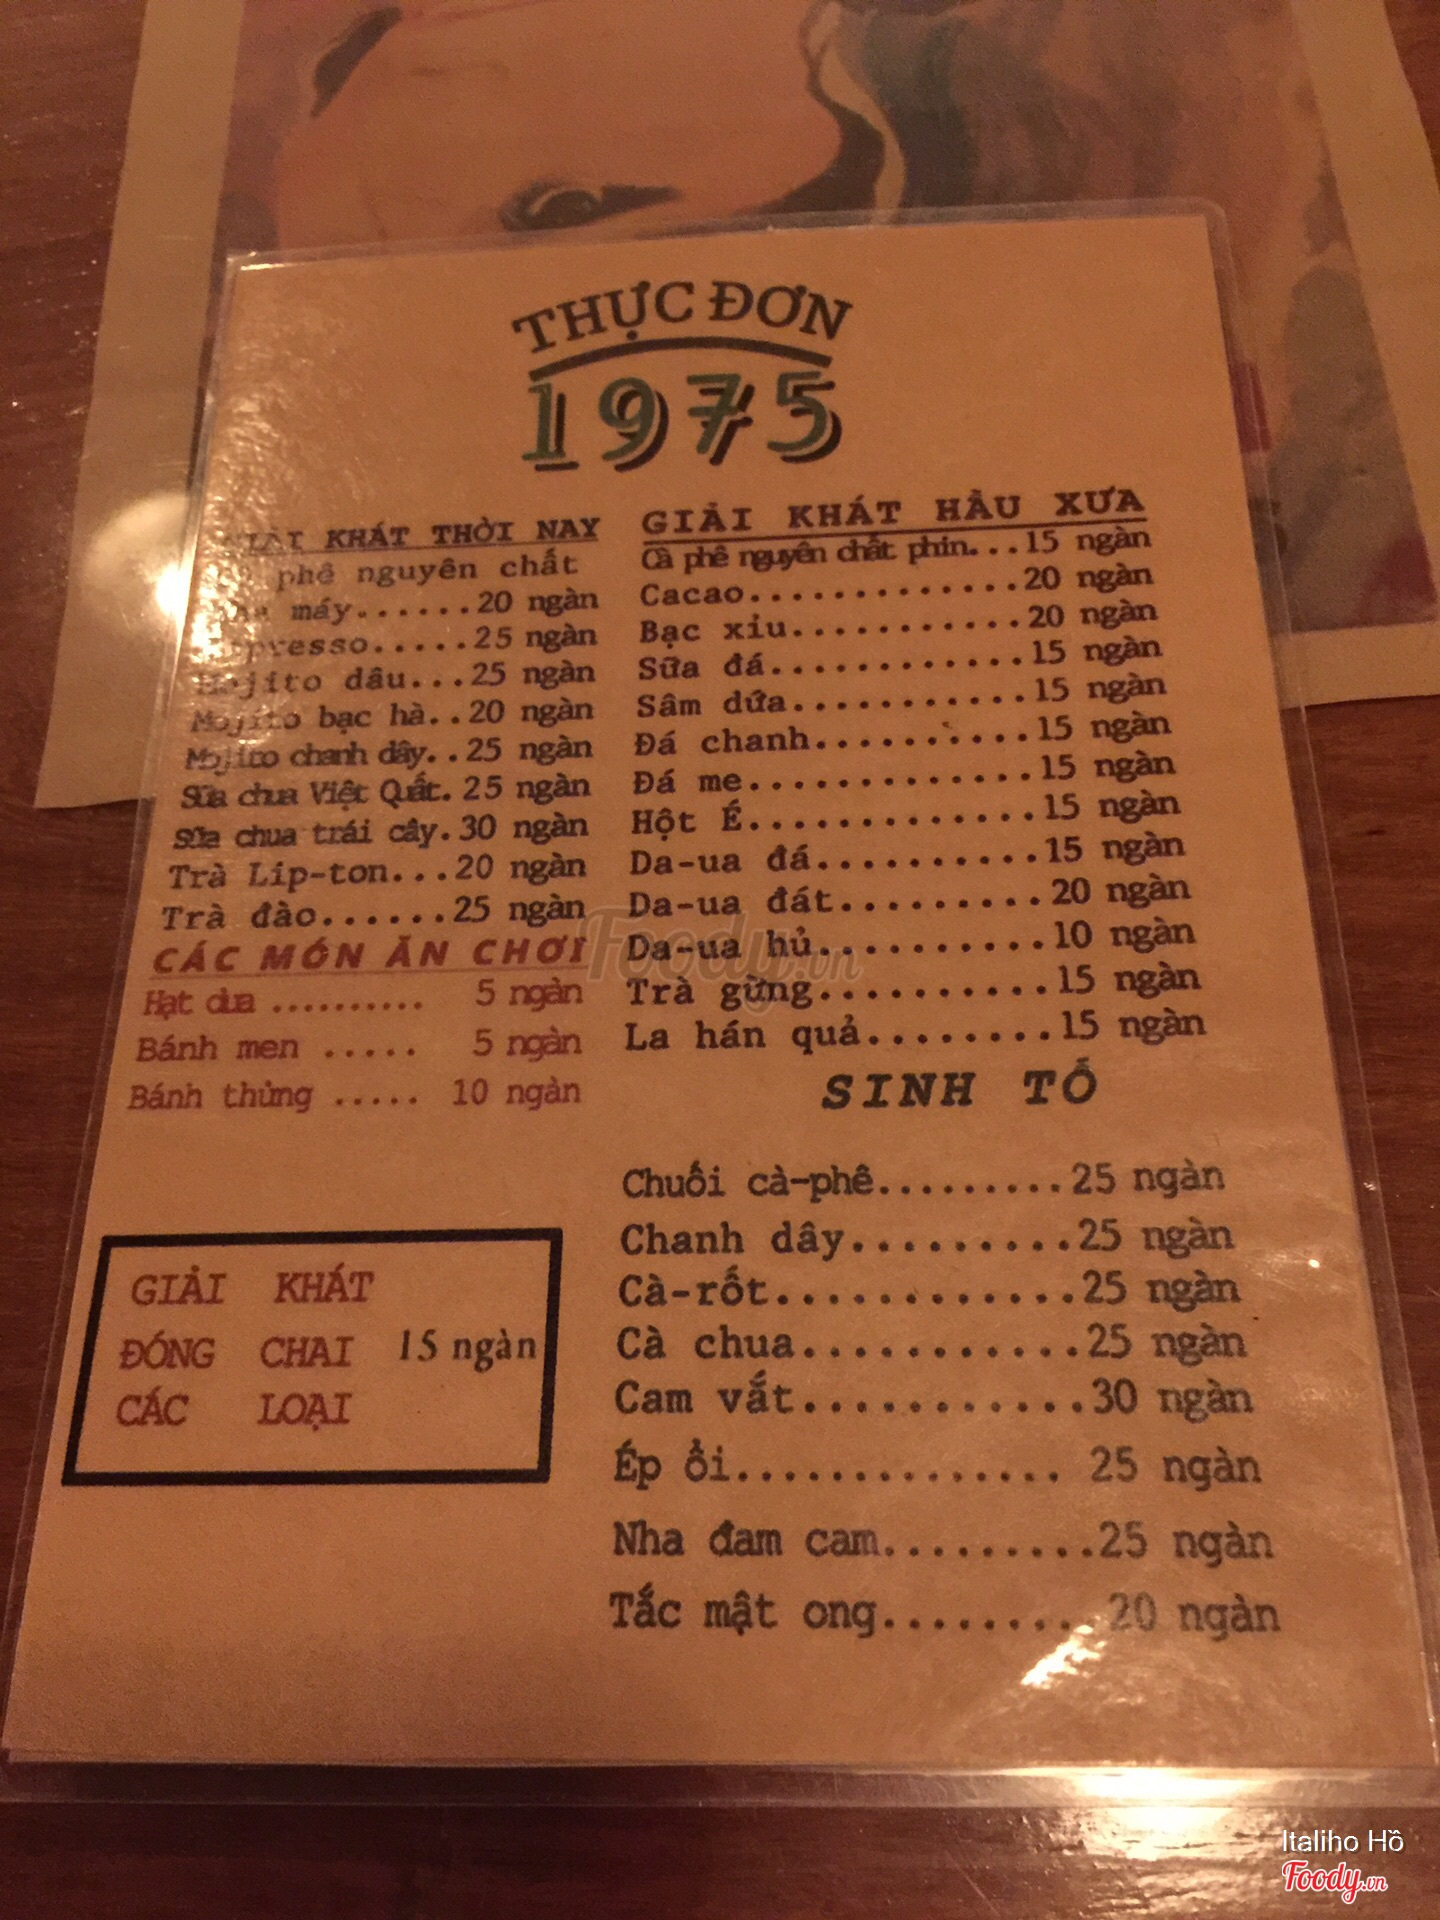 THỰC ĐƠN
1975
GIẢI KHÁT THỜI NAY
phê nguyên chất
máy......20 ngàn
Espresso.....25 ngàn
Mojito dâu...25 ngàn
Mojito bạc hà..20 ngàn
Mojito chanh dây..25 ngàn
Sữa chua Việt Quất.25 ngàn
Sữa chua trái cây.30 ngàn
Trà Lip-ton...20 ngàn
Trà đào......25 ngàn
CÁC MÓN ĂN CHƠI
Hạt dưa .......... 5 ngàn
Bánh men ..... 5 ngàn
Bánh thửng ..... 10 ngàn
GIẢI KHÁT
ĐÓNG CHAI 15 ngàn
CÁC LOẠI
GIẢI KHÁT HẦU XƯA
Cà phê nguyên chất phin...15 ngàn
Cacao.............20 ngàn
Bạc xỉu...........20 ngàn
Sữa đá............15 ngàn
Sâm dứa...........15 ngàn
Đá chanh..........15 ngàn
Đá me.............15 ngàn
Hột É.............15 ngàn
Da-ua đá..........15 ngàn
Da-ua đát.........20 ngàn
Da-ua hủ..........10 ngàn
Trà gừng..........15 ngàn
La hán quả........15 ngàn
SINH TỐ
Chuối cà-phê.........25 ngàn
Chanh dây.........25 ngàn
Cà-rốt............25 ngàn
Cà chua...........25 ngàn
Cam vắt...........30 ngàn
Ép ổi.............. 25 ngàn
Nha đam cam.........25 ngàn
Tắc mật ong.........20 ngàn
Foody.vn
Italiho Hồ
Foody.vn